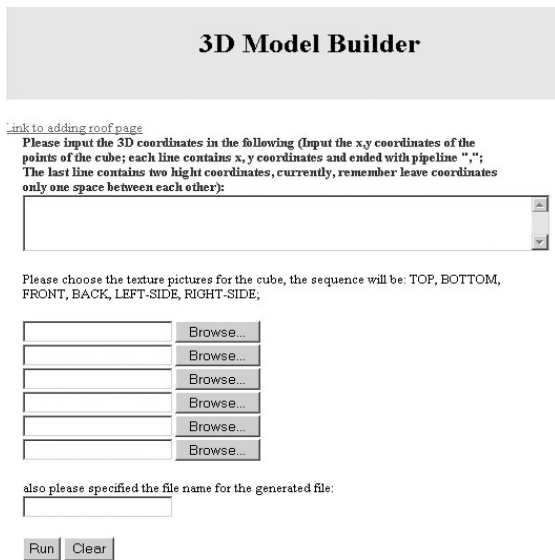 3D Model Builder
Link to adding roof page
Please input the 3D coordinates in the following (Input the x,y coordinates of the
points of the cube; each line contains x, y coordinates and ended with pipeline ",";
The last line contains two hight coordinates, currently, remember leave coordinates
only one space between each other):
Please choose the texture pictures for the cube, the sequence will be: TOP, BOTTOM,
FRONT, BACK, LEFT-SIDE, RIGHT-SIDE;
Browse...
Browse...
Browse...
Browse...
Browse...
Browse...
also please specified the file name for the generated file:
Run Clear